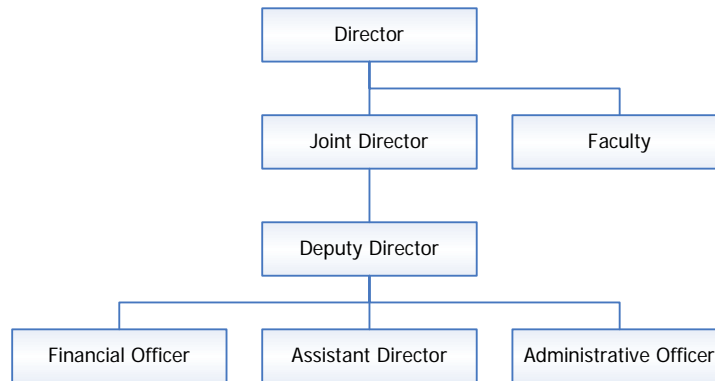 Director
Joint Director
Faculty
Deputy Director
Financial Officer
Assistant Director
Administrative Officer